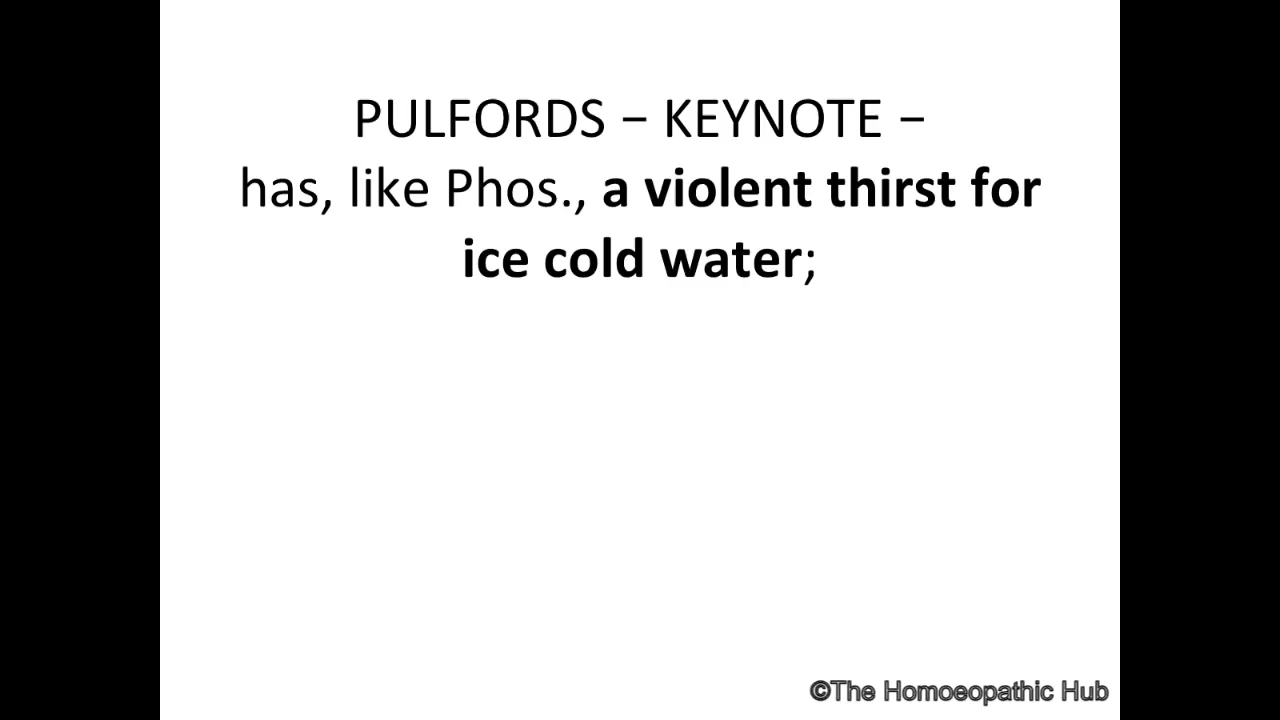 PULFORDS – KEYNOTE –
has, like Phos., a violent thirst for
ice cold water;
©The Homoeopathic Hub